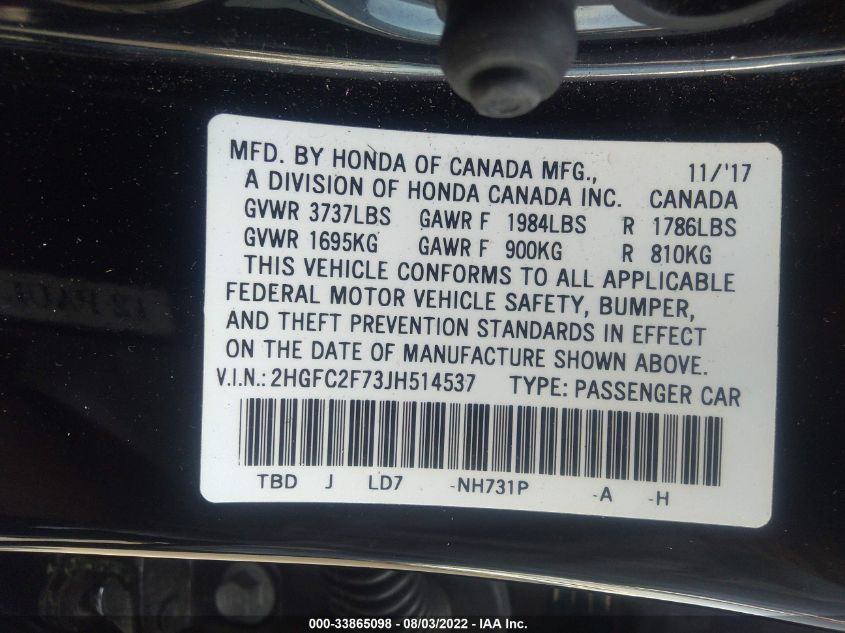 MFD. BY HONDA OF CANADA MFG., 11/'17
A DIVISION OF HONDA CANADA INC. CANADA
GVWR 3737LBS GAWR F 1984LBS R 1786LBS
GVWR 1695KG GAWR F 900KG R 810KG
THIS VEHICLE CONFORMS TO ALL APPLICABLE
FEDERAL MOTOR VEHICLE SAFETY, BUMPER,
AND THEFT PREVENTION STANDARDS IN EFFECT
ON THE DATE OF MANUFACTURE SHOWN ABOVE.
V.I.N.: 2HGFC2F73JH514537 TYPE: PASSENGER CAR
TBD J LD7 -NH731P -A -H
000-33865098 - 08/03/2022 - IAA Inc.